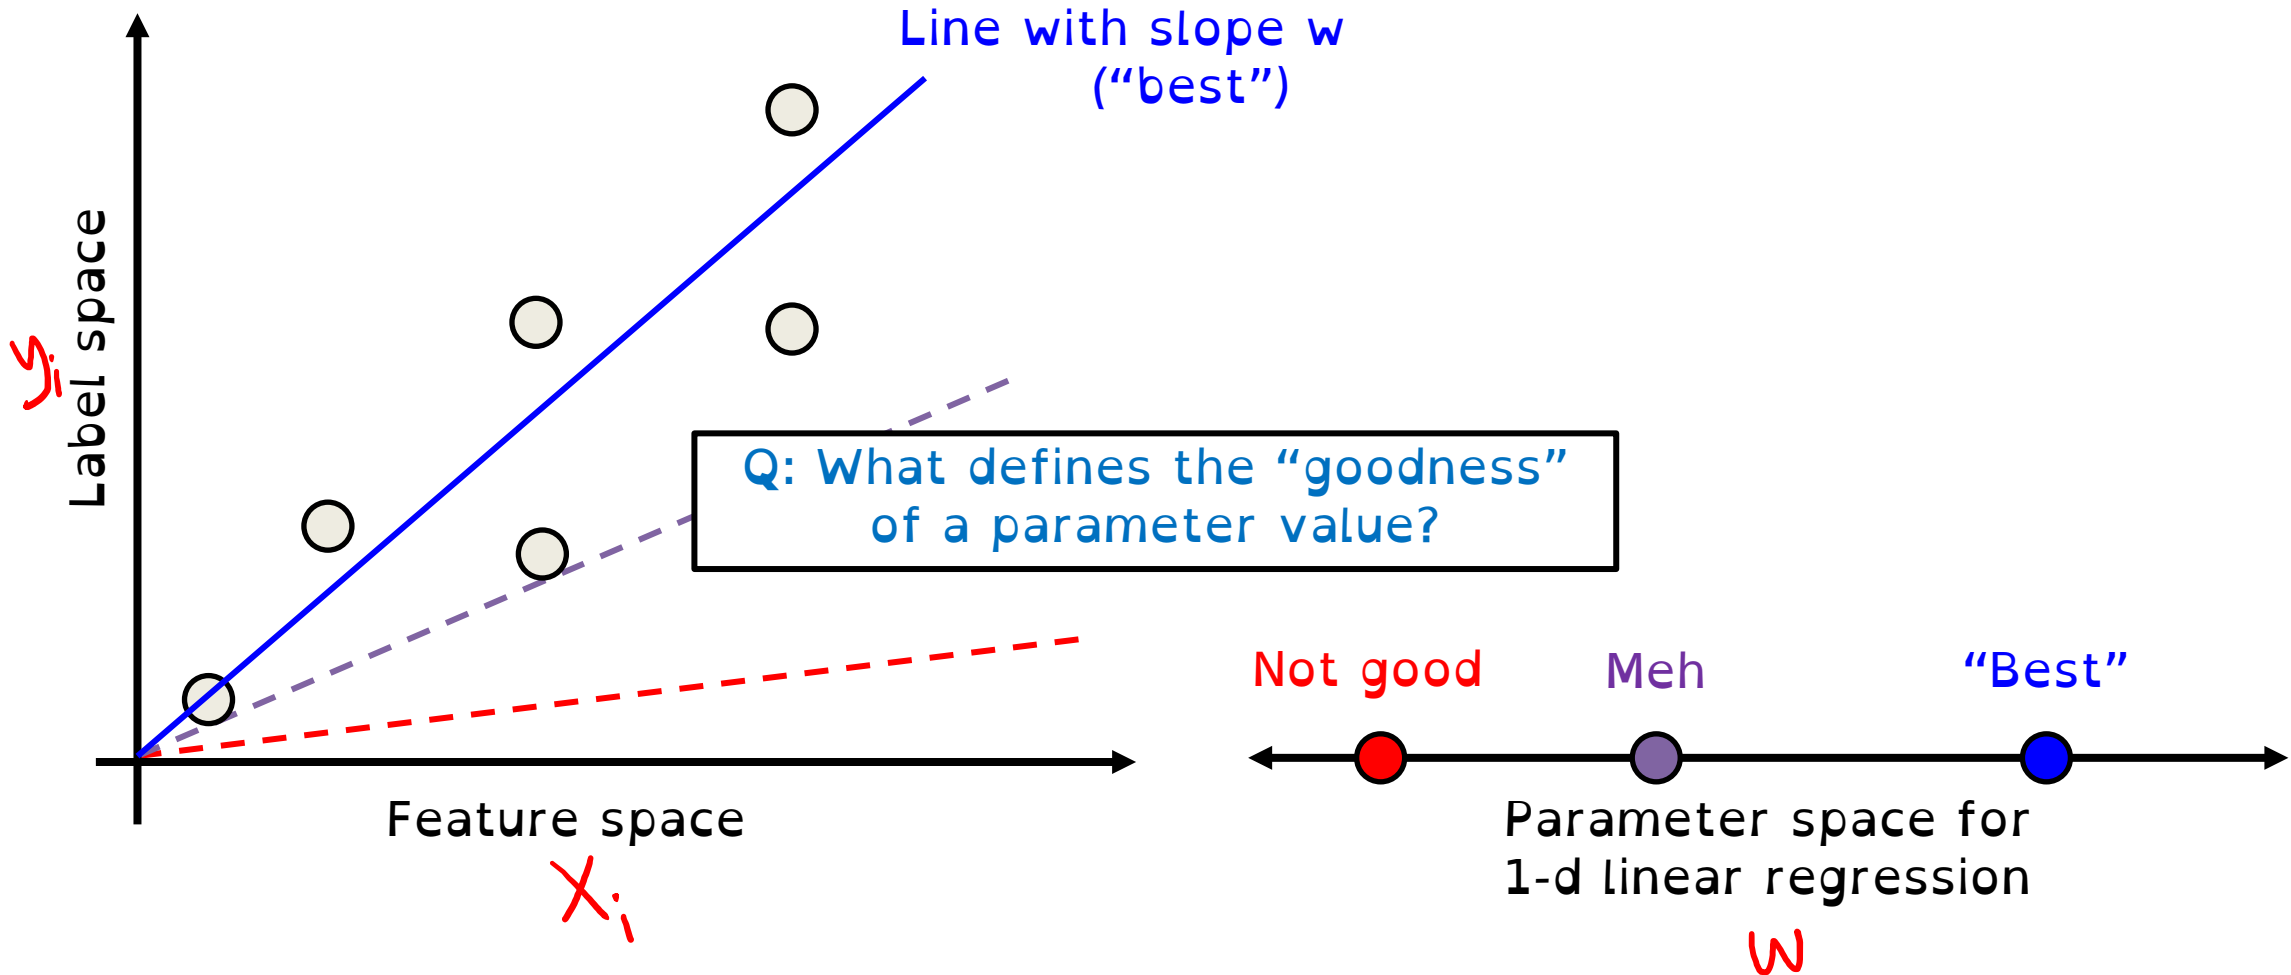 Line with slope w
(“best”)
Label space
y_i
Q: What defines the “goodness”
of a parameter value?
Not good
Meh
“Best”
Feature space
x_i
Parameter space for
1-d linear regression
w